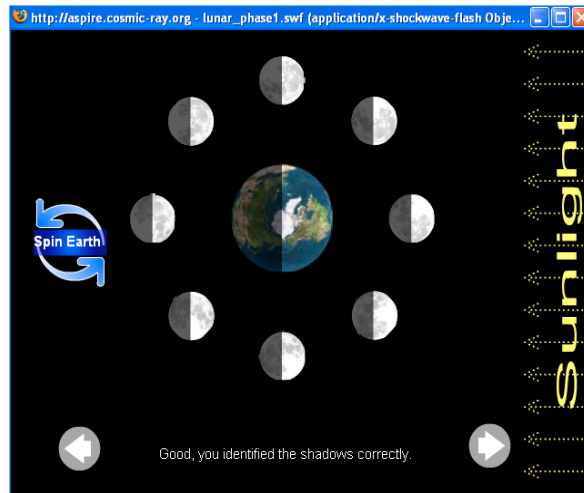 http://aspire.cosmic-ray.org - lunar_phase1.swf (application/x-shockwave-flash Obje...
Sunlight
Spin Earth
Good, you identified the shadows correctly.